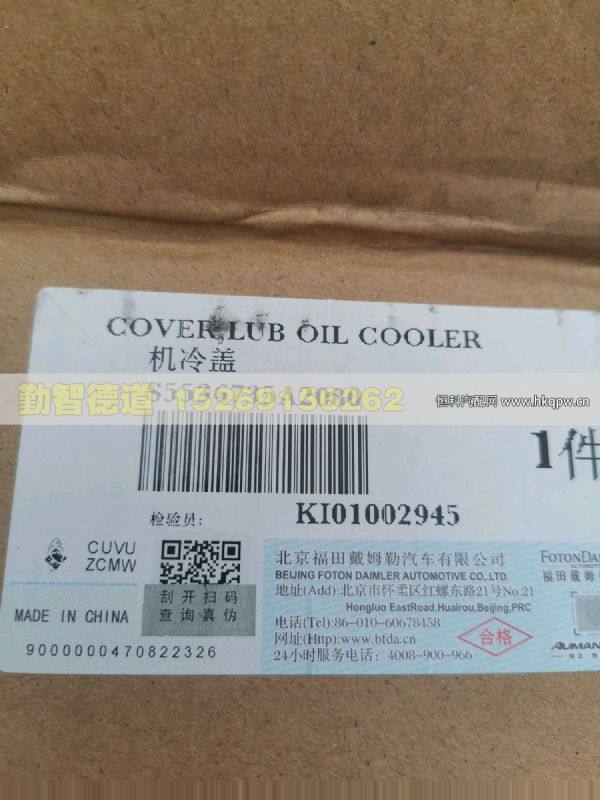 COVER,LUB OIL COOLER
机冷盖
勤智德道
恒科汽配网 www.hkqpw.cn
1件
检验员:
KI01002945
CUVU
ZCMW
刮开扫码
查询真伪
MADE IN CHINA
9000000470822326
北京福田戴姆勒汽车有限公司
BEIJING FOTON DAIMLER AUTOMOTIVE CO.,LTD
地址(Add):北京市怀柔区红螺东路21号No.21
Hongluo EastRoad,Huairou,Beijing.PRC
电话(Tel):86-010-60678458
网址(Http):www.bfda.cn
24小时服务电话: 4008-900-966
合格
FOTONDAI
福田戴姆
AUMAN